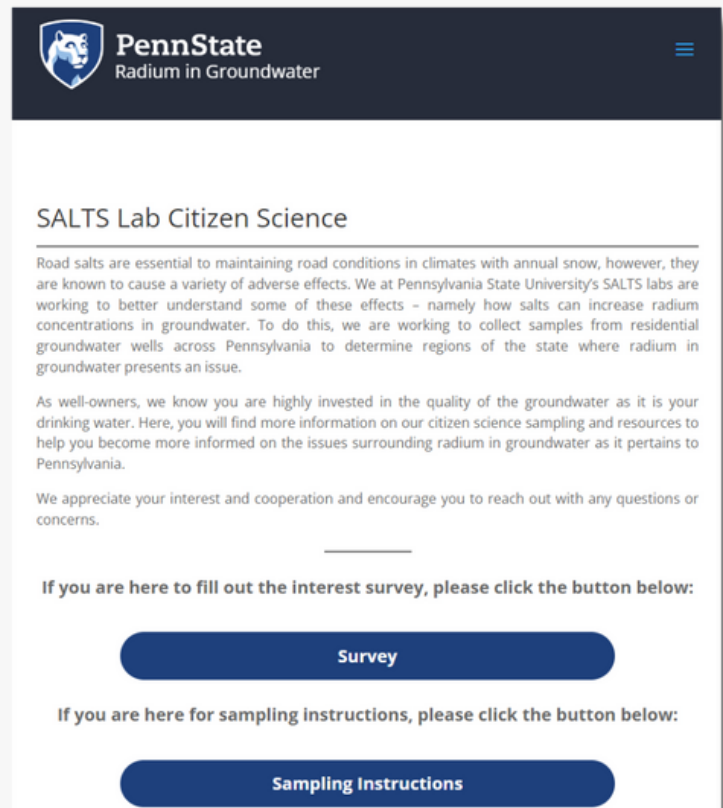 PennState
Radium in Groundwater
SALTS Lab Citizen Science
Road salts are essential to maintaining road conditions in climates with annual snow, however, they
are known to cause a variety of adverse effects. We at Pennsylvania State University's SALTS labs are
working to better understand some of these effects – namely how salts can increase radium
concentrations in groundwater. To do this, we are working to collect samples from residential
groundwater wells across Pennsylvania to determine regions of the state where radium in
groundwater presents an issue.
As well-owners, we know you are highly invested in the quality of the groundwater as it is your
drinking water. Here, you will find more information on our citizen science sampling and resources to
help you become more informed on the issues surrounding radium in groundwater as it pertains to
Pennsylvania.
We appreciate your interest and cooperation and encourage you to reach out with any questions or
concerns.
If you are here to fill out the interest survey, please click the button below:
Survey
If you are here for sampling instructions, please click the button below:
Sampling Instructions